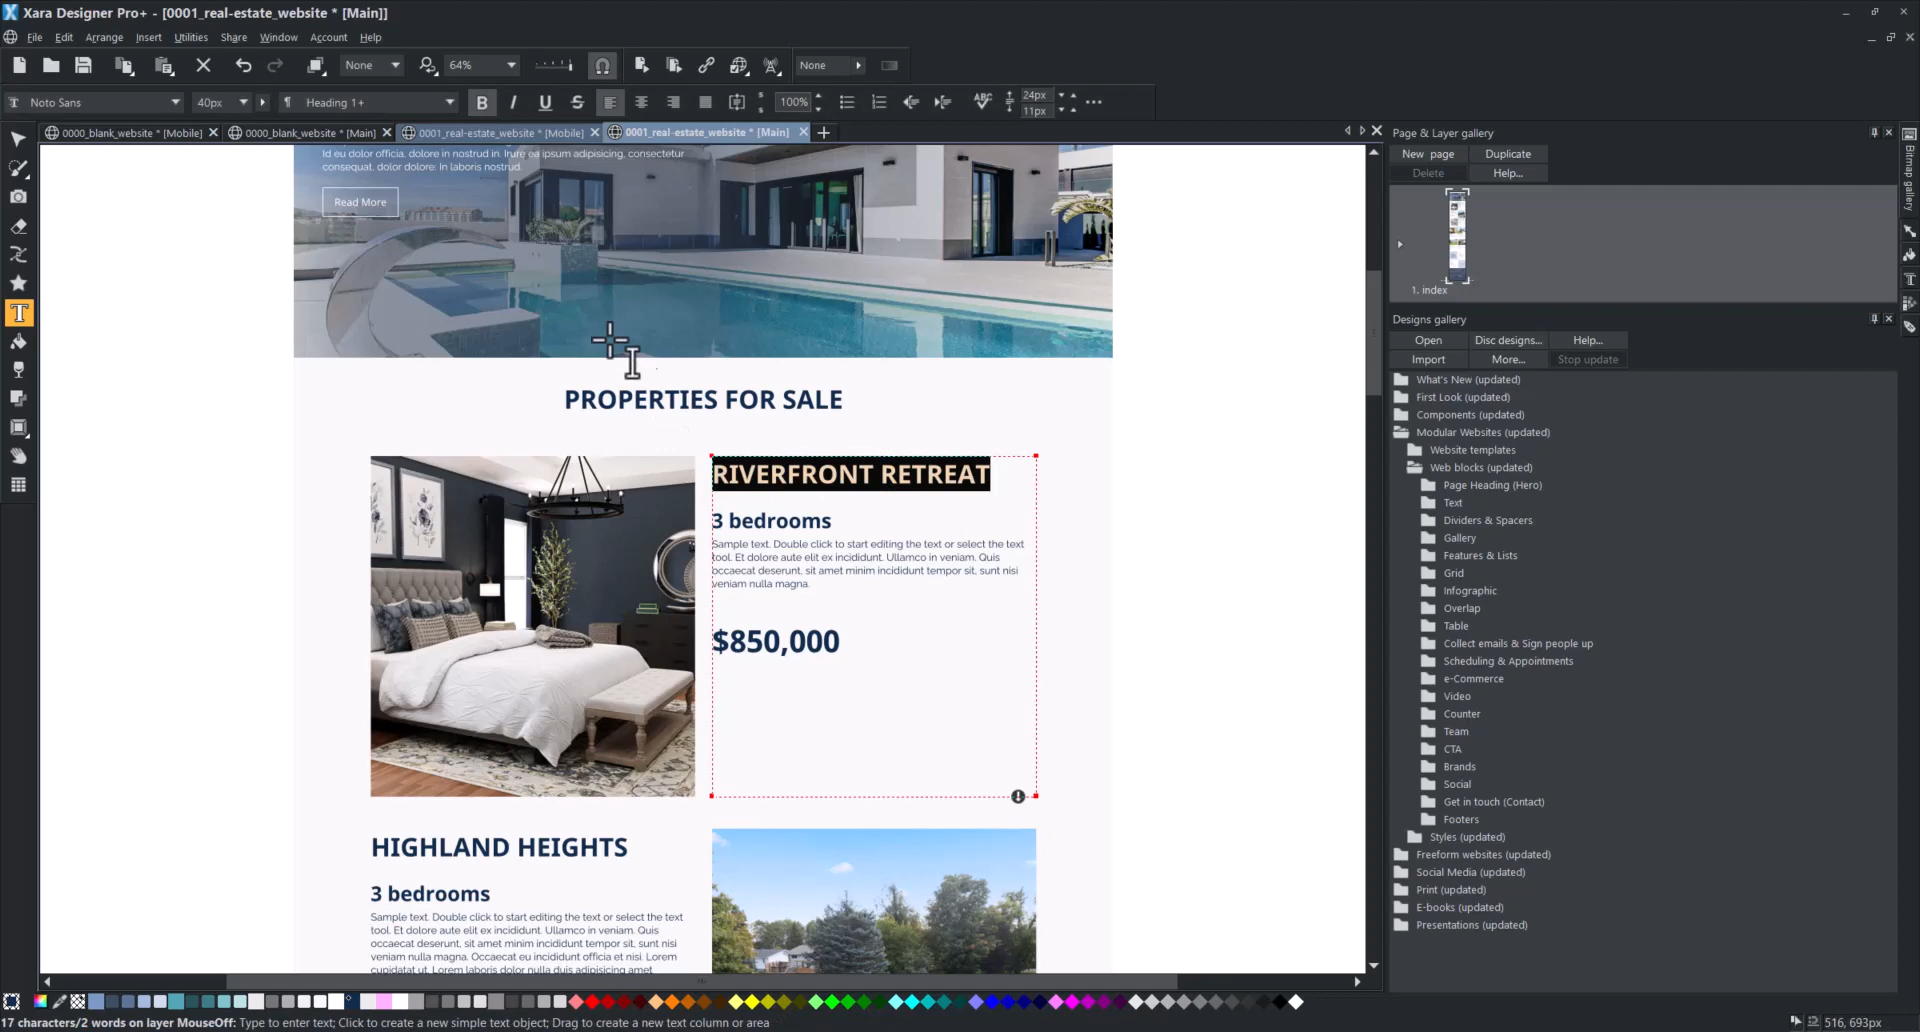 Xara Designer Pro+ - [0001_real-estate_website * [Main]]
File Edit Arrange Insert Utilities Share Window Account Help
None 64% None
Noto Sans 40px Heading 1+ B I U S 100% ABC 24px
11px
0000_blank_website * [Mobile] 0000_blank_website * [Main] 0001_real-estate_website * [Mobile] 0001_real-estate_website * [Main]
Id eu dolor officia, dolore in nostrud in. Irure ea ipsum adipisicing, consectetur
consequat, dolor dolore: In laboris nostrud.
Read More
PROPERTIES FOR SALE
RIVERFRONT RETREAT
3 bedrooms
Sample text. Double click to start editing the text or select the text
tool. Et dolore aute elit ex incididunt. Ullamco in veniam. Quis
occaecat deserunt, sit amet minim incididunt tempor sit, sunt nisi
veniam nulla magna.
$850,000
HIGHLAND HEIGHTS
3 bedrooms
Sample text. Double click to start editing the text or select the text
tool. Et dolore aute elit ex incididunt. Ullamco in veniam. Quis
occaecat deserunt, sit amet minim incididunt tempor sit, sunt nisi
veniam nulla magna. Occaecat eu incididunt officia et nisi. Lorem
cupidatat ut. Lorem laboris dolor nulla duis adipisicing amet
Page & Layer gallery
New page Duplicate
Delete Help...
1. index
Designs gallery
Open Disc designs... Help...
Import More... Stop update
What's New (updated)
First Look (updated)
Components (updated)
Modular Websites (updated)
Website templates
Web blocks (updated)
Page Heading (Hero)
Text
Dividers & Spacers
Gallery
Features & Lists
Grid
Infographic
Overlap
Table
Collect emails & Sign people up
Scheduling & Appointments
e-Commerce
Video
Counter
Team
CTA
Brands
Social
Get in touch (Contact)
Footers
Styles (updated)
Freeform websites (updated)
Social Media (updated)
Print (updated)
E-books (updated)
Presentations (updated)
Bitmap gallery
17 characters/2 words on layer MouseOff: Type to enter text; Click to create a new simple text object; Drag to create a new text column or area
516, 693px